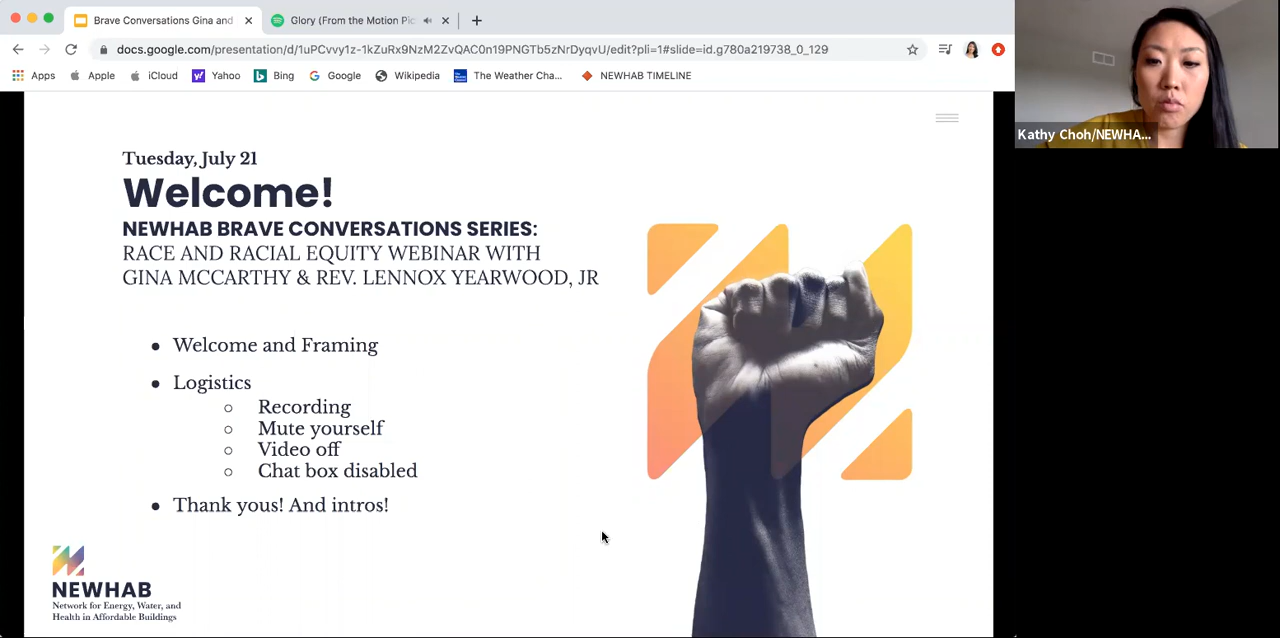 Brave Conversations Gina and
Glory (From the Motion Pic
docs.google.com/presentation/d/1uPCvvy1z-1kZuRx9NzM2ZvQAC0n19PNGTb5zNrDyqvU/edit?pli=1#slide=id.g780a219738_0_129
Apps Apple iCloud Yahoo Bing Google Wikipedia The Weather Cha... NEWHAB TIMELINE
Kathy Choh/NEWHA...
Tuesday, July 21
Welcome!
NEWHAB BRAVE CONVERSATIONS SERIES:
RACE AND RACIAL EQUITY WEBINAR WITH
GINA MCCARTHY & REV. LENNOX YEARWOOD, JR
• Welcome and Framing
• Logistics
○ Recording
○ Mute yourself
○ Video off
○ Chat box disabled
• Thank yous! And intros!
NEWHAB
Network for Energy, Water, and
Health in Affordable Buildings